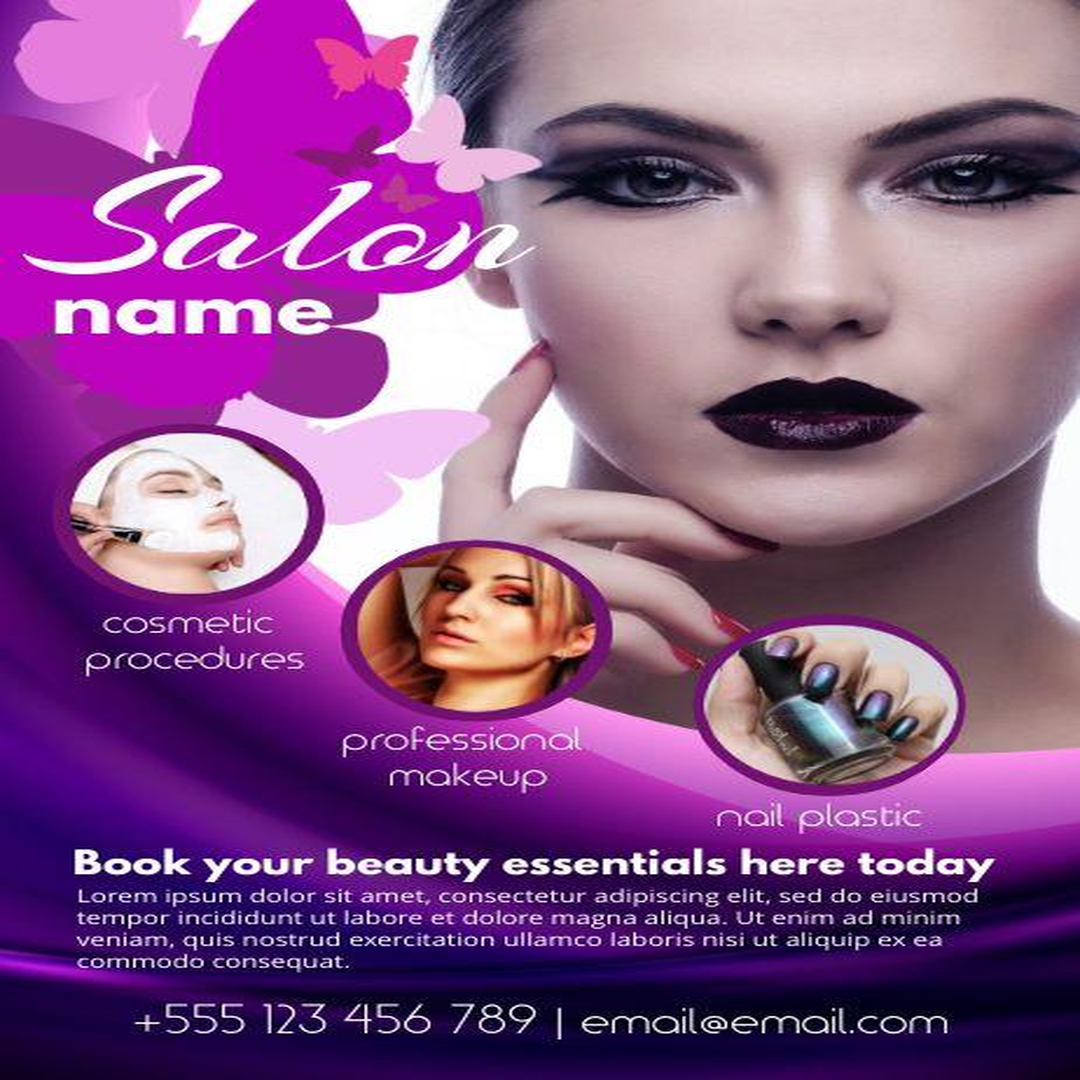 Salon
name
cosmetic
procedures
professional
makeup
nail plastic
Book your beauty essentials here today
Lorem ipsum dolor sit amet, consectetur adipiscing elit, sed do eiusmod
tempor incididunt ut labore et dolore magna aliqua. Ut enim ad minim
veniam, quis nostrud exercitation ullamco laboris nisi ut aliquip ex ea
commodo consequat.
+555 123 456 789 | email@email.com